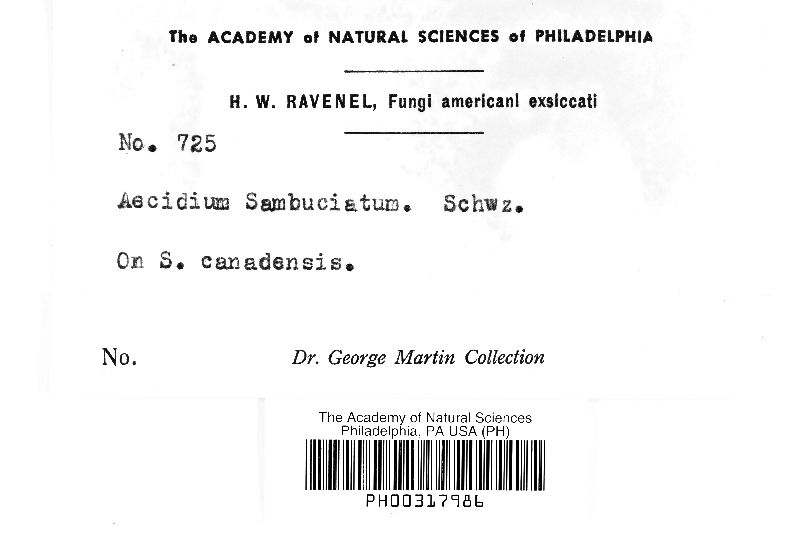 The ACADEMY of NATURAL SCIENCES of PHILADELPHIA
H. W. RAVENEL, Fungi americani exsiccati
No. 725
Aecidium Sambuciatum. Schwz.
On S. canadensis.
No. Dr. George Martin Collection
The Academy of Natural Sciences
Philadelphia, PA USA (PH)
PH00317986